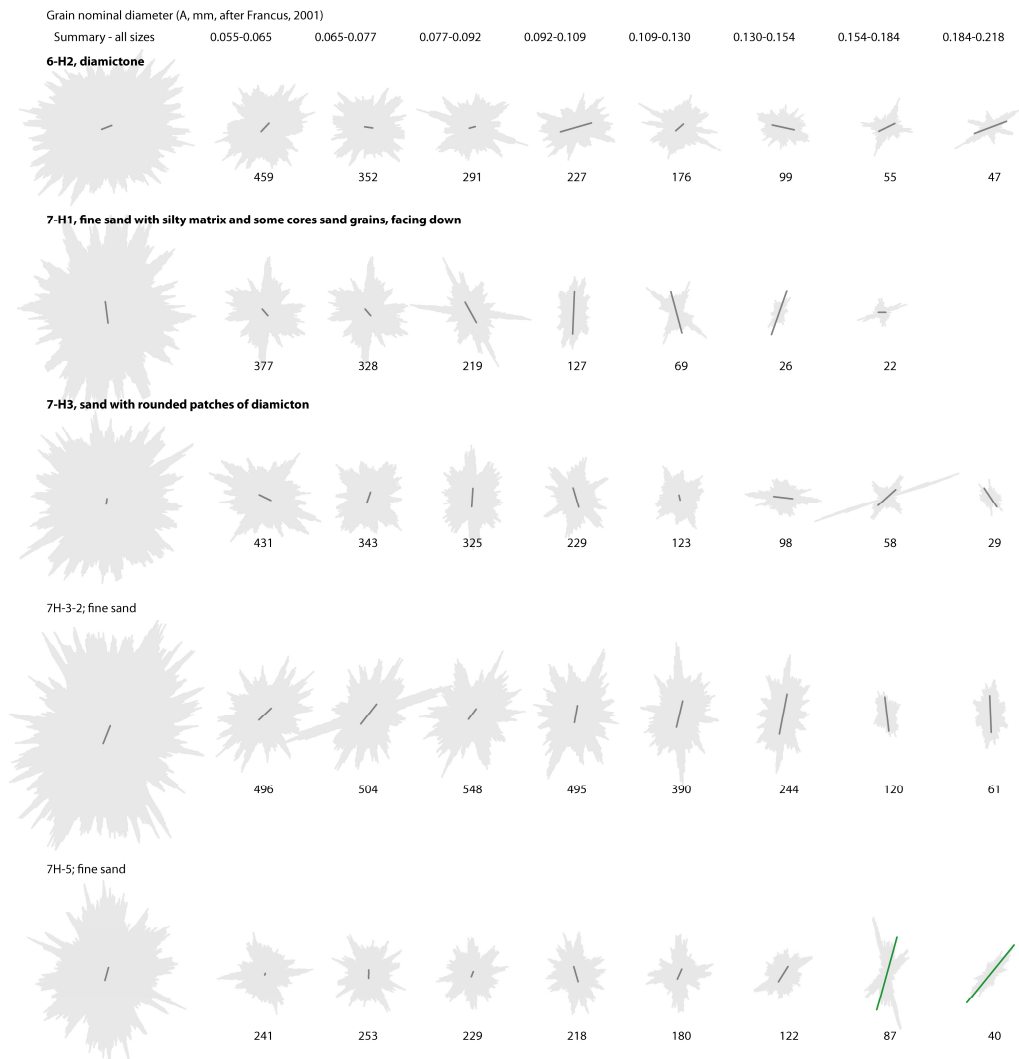 Grain nominal diameter (A, mm, after Francus, 2001)
Summary - all sizes 0.055-0.065 0.065-0.077 0.077-0.092 0.092-0.109 0.109-0.130 0.130-0.154 0.154-0.184 0.184-0.218
6-H2, diamictone
459 352 291 227 176 99 55 47
7-H1, fine sand with silty matrix and some cores sand grains, facing down
377 328 219 127 69 26 22
7-H3, sand with rounded patches of diamicton
431 343 325 229 123 98 58 29
7H-3-2; fine sand
496 504 548 495 390 244 120 61
7H-5; fine sand
241 253 229 218 180 122 87 40